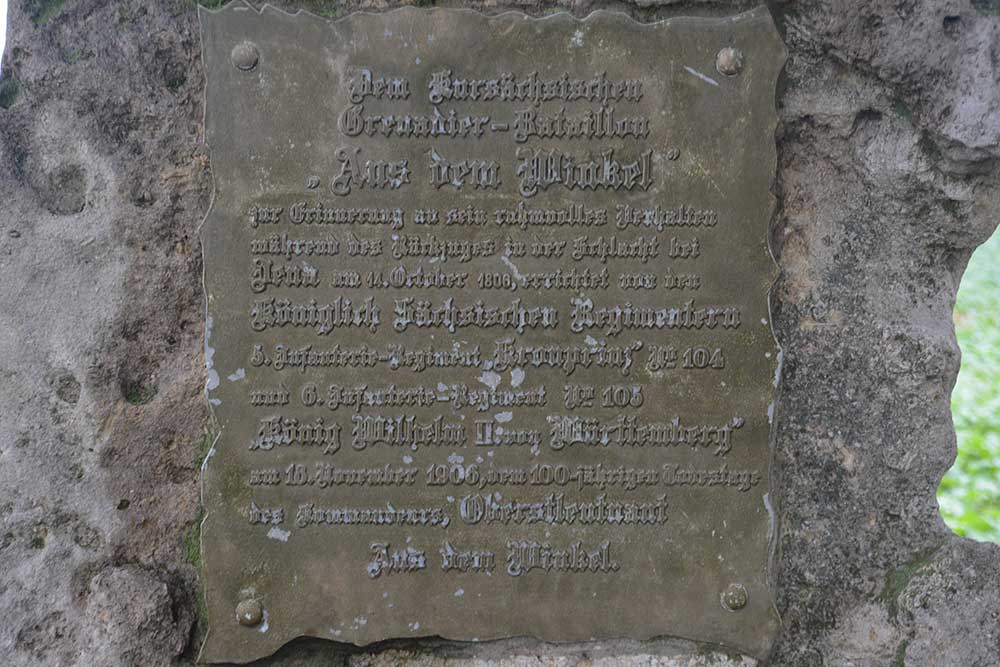 Dem Kursächsischen
Grenadier-Bataillon
„Aus dem Winkel"
zur Erinnerung an sein ruhmvolles Verhalten
während des Rückzuges in der Schlacht bei
Jena am 14. October 1806, errichtet von den
Königlich Sächsischen Regimentern
5. Infanterie-Regiment „Kronprinz" No 104
und 6. Infanterie-Regiment No 105
„König Wilhelm II. von Württemberg"
am 18. November 1906, dem 100-jährigen Todestage
des Commandeurs, Oberstlieutnant
Aus dem Winkel.